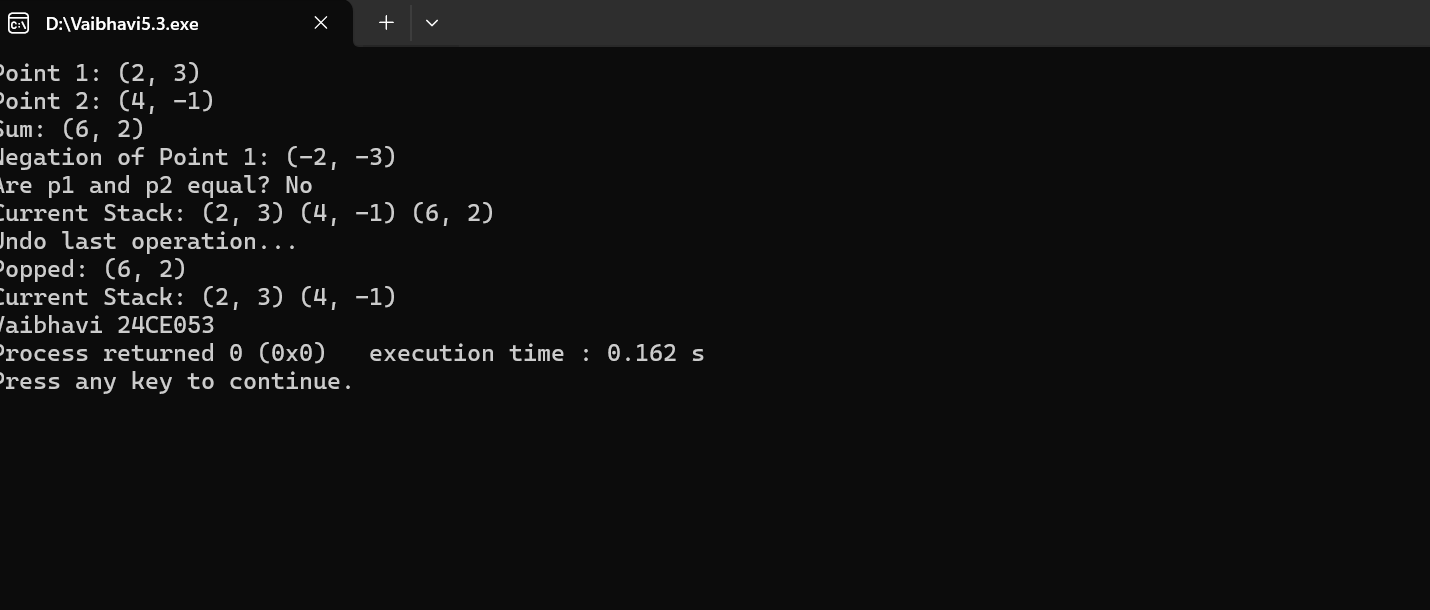 D:\Vaibhavi5.3.exe
Point 1: (2, 3)
Point 2: (4, -1)
Sum: (6, 2)
Negation of Point 1: (-2, -3)
Are p1 and p2 equal? No
Current Stack: (2, 3) (4, -1) (6, 2)
Undo last operation...
Popped: (6, 2)
Current Stack: (2, 3) (4, -1)
Vaibhavi 24CE053
Process returned 0 (0x0)   execution time : 0.162 s
Press any key to continue.